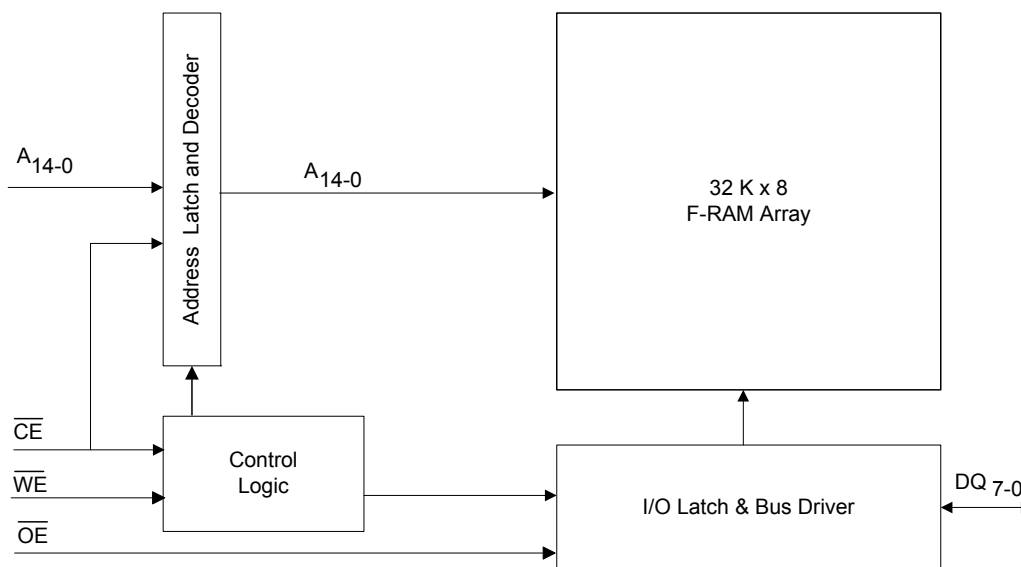 Address Latch and Decoder
A14-0
A14-0
32 K x 8
F-RAM Array
CE
WE
OE
Control
Logic
I/O Latch & Bus Driver
DQ 7-0